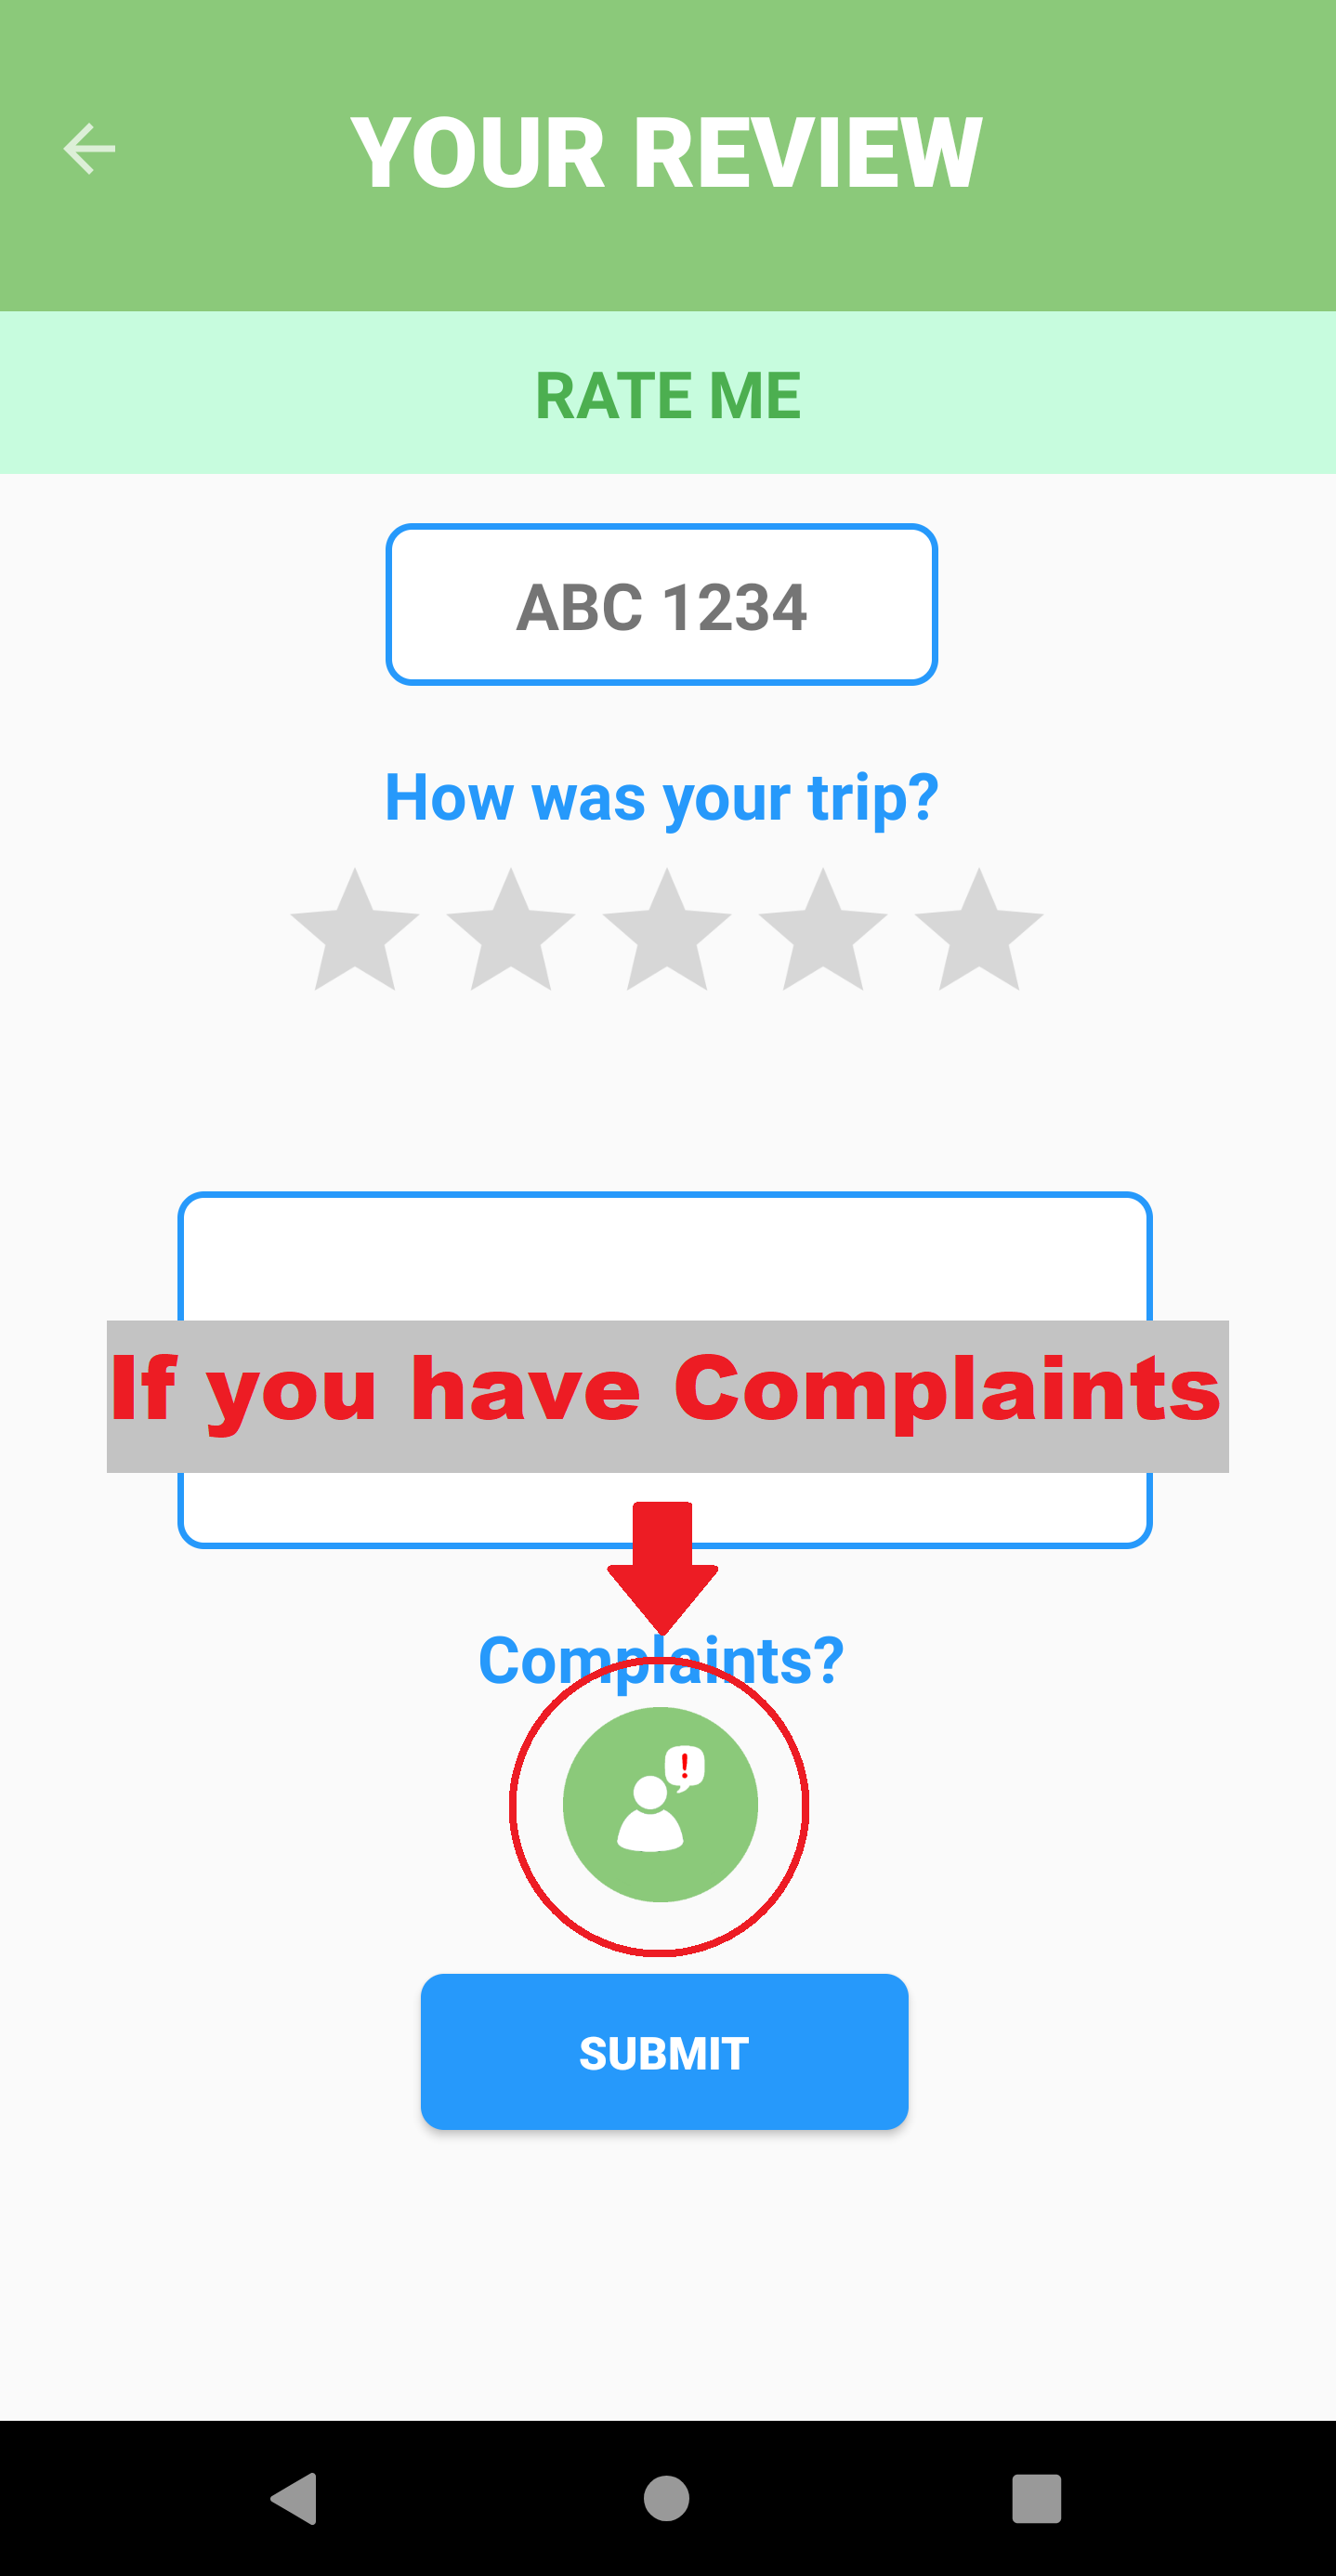 YOUR REVIEW
RATE ME
ABC 1234
How was your trip?
If you have Complaints
Complaints?
!
SUBMIT